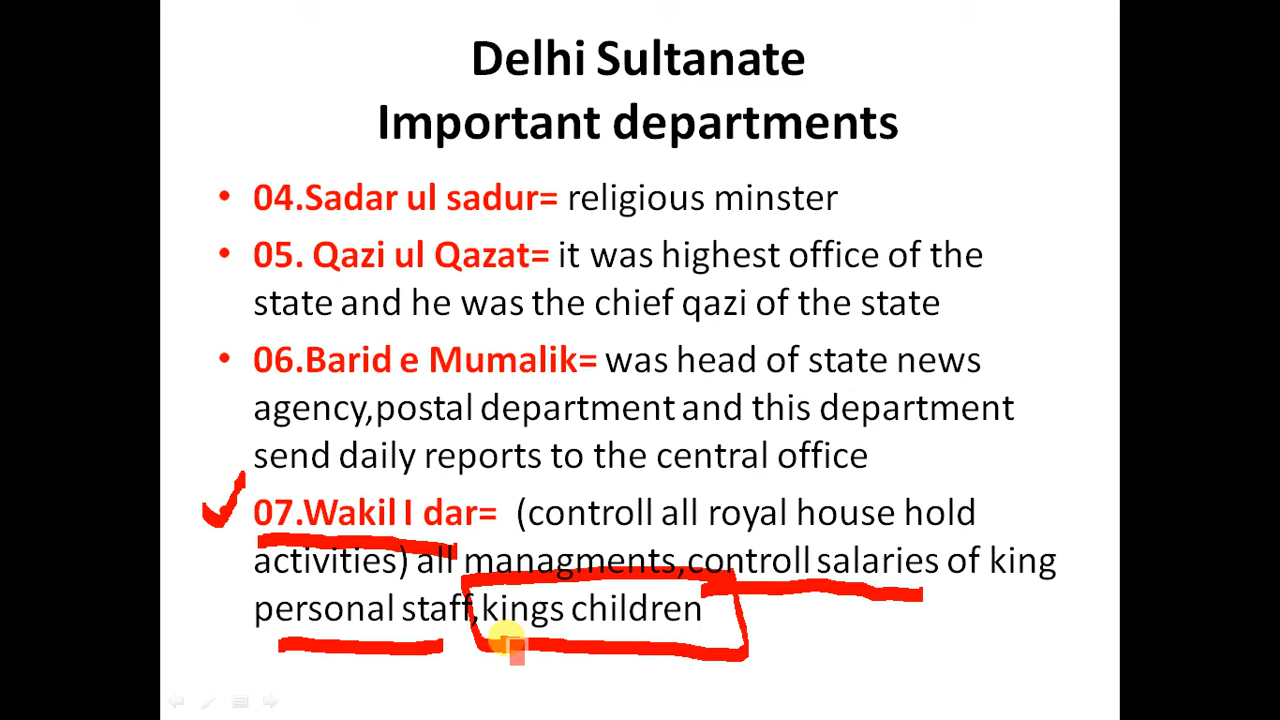 Delhi Sultanate
Important departments
• 04.Sadar ul sadur= religious minster
• 05. Qazi ul Qazat= it was highest office of the
state and he was the chief qazi of the state
• 06.Barid e Mumalik= was head of state news
agency,postal department and this department
send daily reports to the central office
07.Wakil I dar= (controll all royal house hold
activities) all managments,controll salaries of king
personal staff,kings children